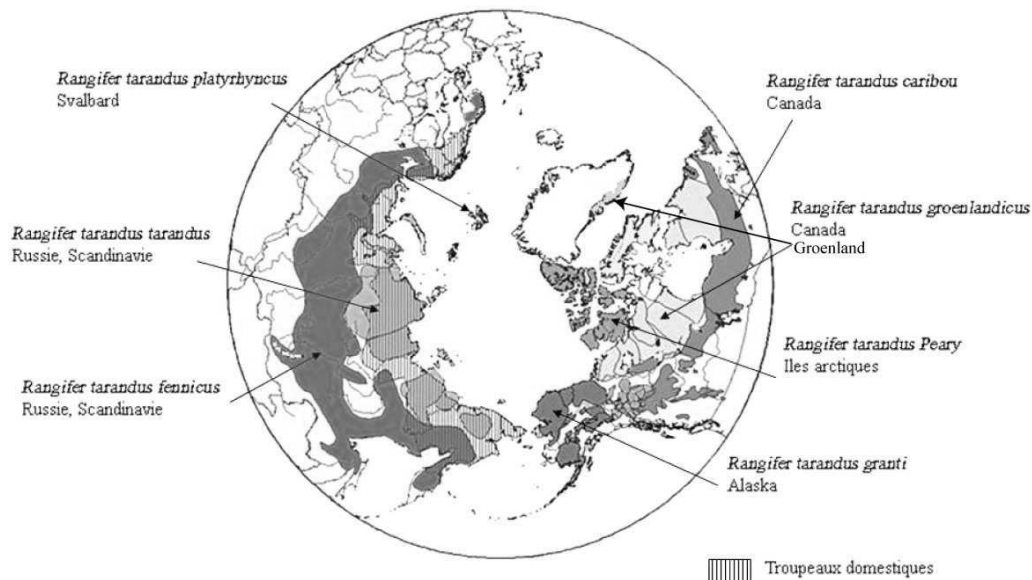 Rangifer tarandus platyrhyncus
Svalbard
Rangifer tarandus tarandus
Russie, Scandinavie
Rangifer tarandus fennicus
Russie, Scandinavie
Rangifer tarandus caribou
Canada
Rangifer tarandus groenlandicus
Canada
Groenland
Rangifer tarandus Peary
Iles arctiques
Rangifer tarandus granti
Alaska
Troupeaux domestiques